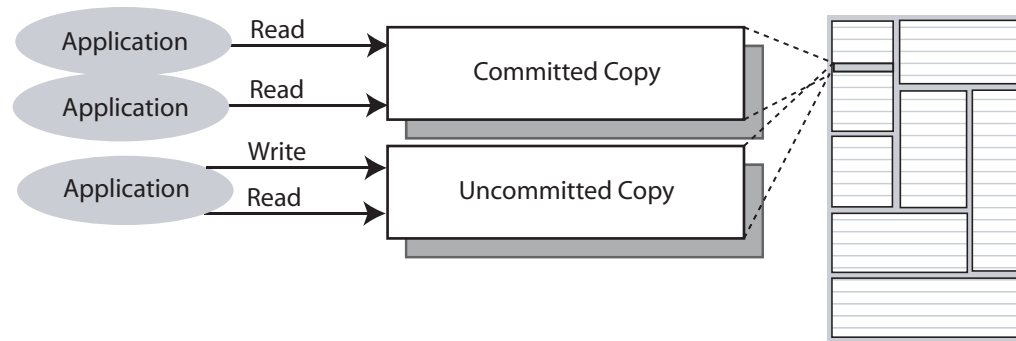 Application
Read
Committed Copy
Application
Read
Application
Write
Read
Uncommitted Copy